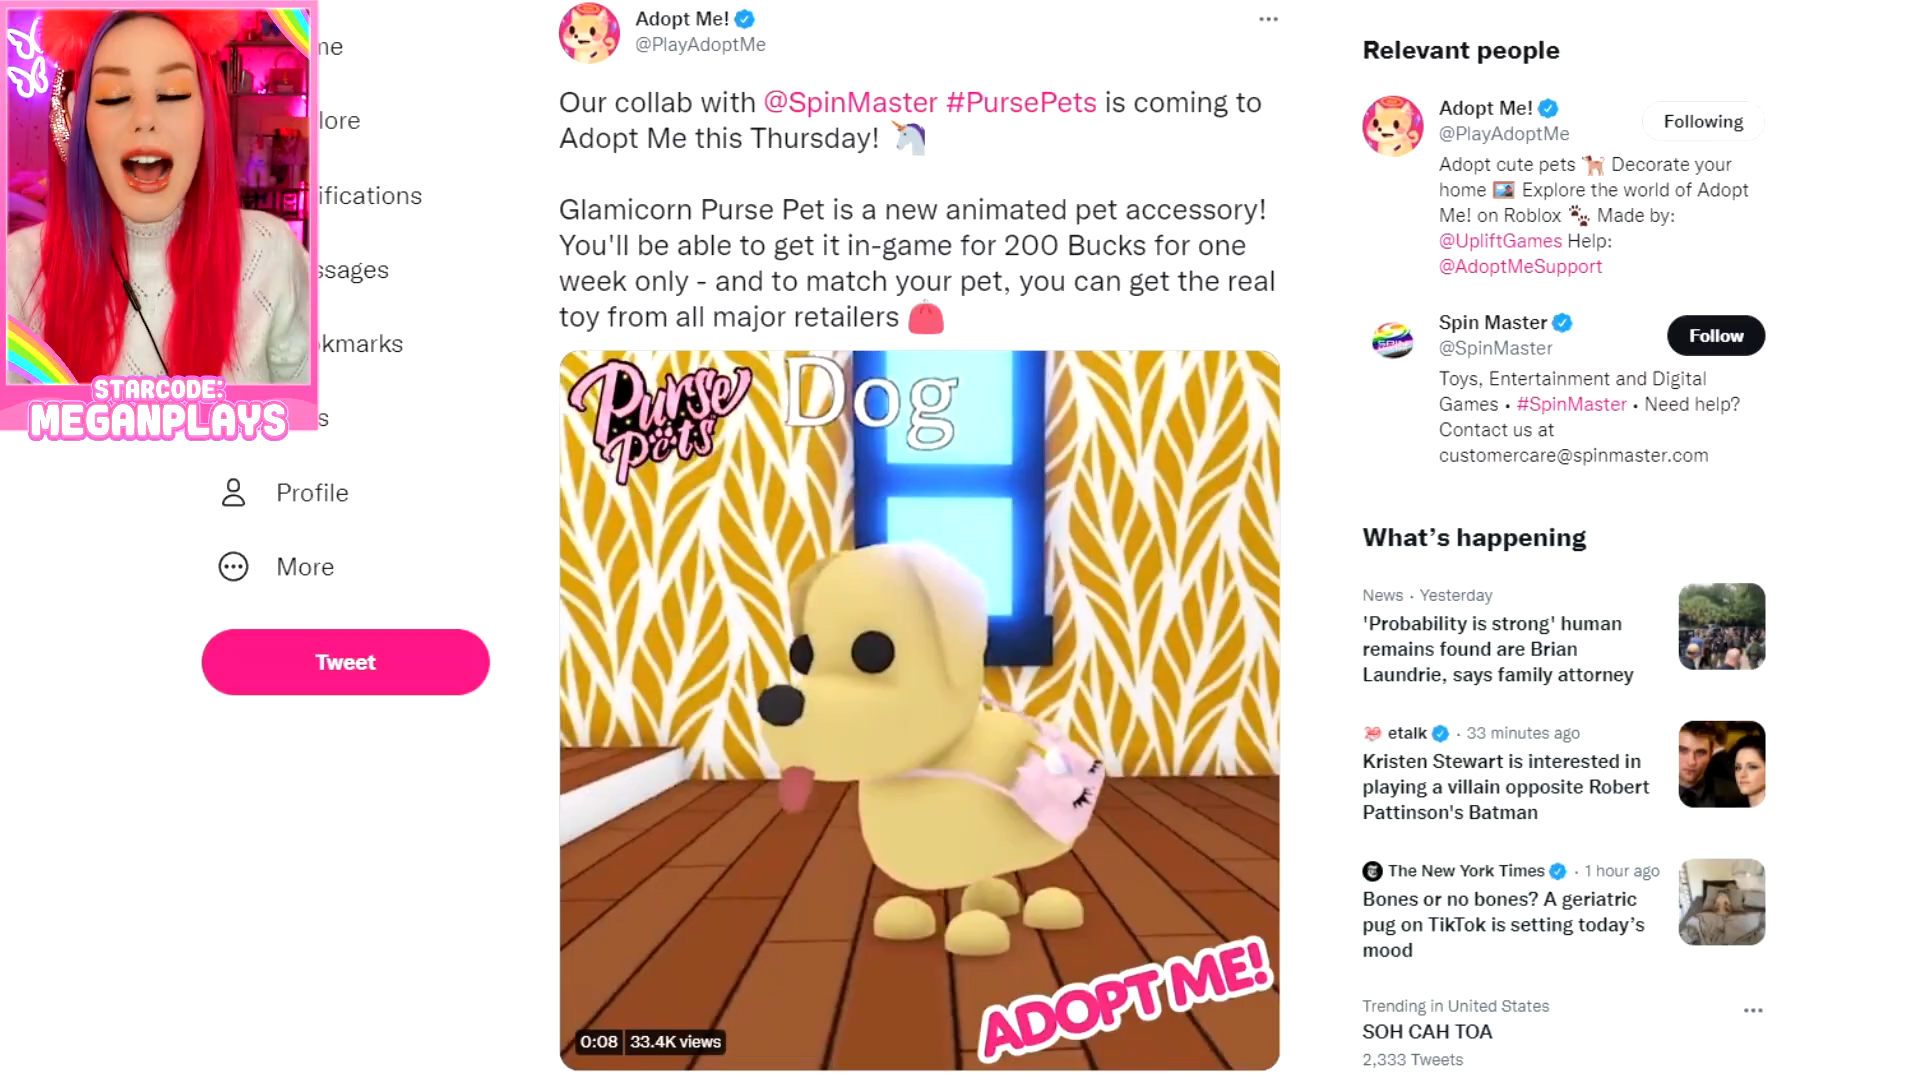 me
lore
ifications
ssages
okmarks
s
Profile
More
Tweet
STARCODE:
MEGANPLAYS
Adopt Me!
@PlayAdoptMe
Our collab with @SpinMaster #PursePets is coming to
Adopt Me this Thursday!
Glamicorn Purse Pet is a new animated pet accessory!
You'll be able to get it in-game for 200 Bucks for one
week only - and to match your pet, you can get the real
toy from all major retailers
Purse
Pets
Dog
ADOPT ME!
0:08 33.4K views
Relevant people
Adopt Me!
@PlayAdoptMe
Following
Adopt cute pets Decorate your
home Explore the world of Adopt
Me! on Roblox Made by:
@UpliftGames Help:
@AdoptMeSupport
Spin Master
@SpinMaster
Follow
Toys, Entertainment and Digital
Games • #SpinMaster • Need help?
Contact us at
customercare@spinmaster.com
What's happening
News · Yesterday
'Probability is strong' human
remains found are Brian
Laundrie, says family attorney
etalk · 33 minutes ago
Kristen Stewart is interested in
playing a villain opposite Robert
Pattinson's Batman
The New York Times · 1 hour ago
Bones or no bones? A geriatric
pug on TikTok is setting today's
mood
Trending in United States
SOH CAH TOA
2,333 Tweets